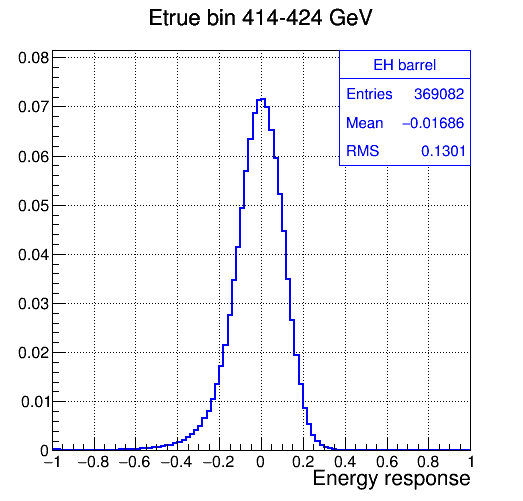 Etrue bin 414-424 GeV
EH barrel
Entries 369082
Mean −0.01686
RMS 0.1301
0.08
0.07
0.06
0.05
0.04
0.03
0.02
0.01
0
−1 −0.8 −0.6 −0.4 −0.2 0 0.2 0.4 0.6 0.8 1
Energy response